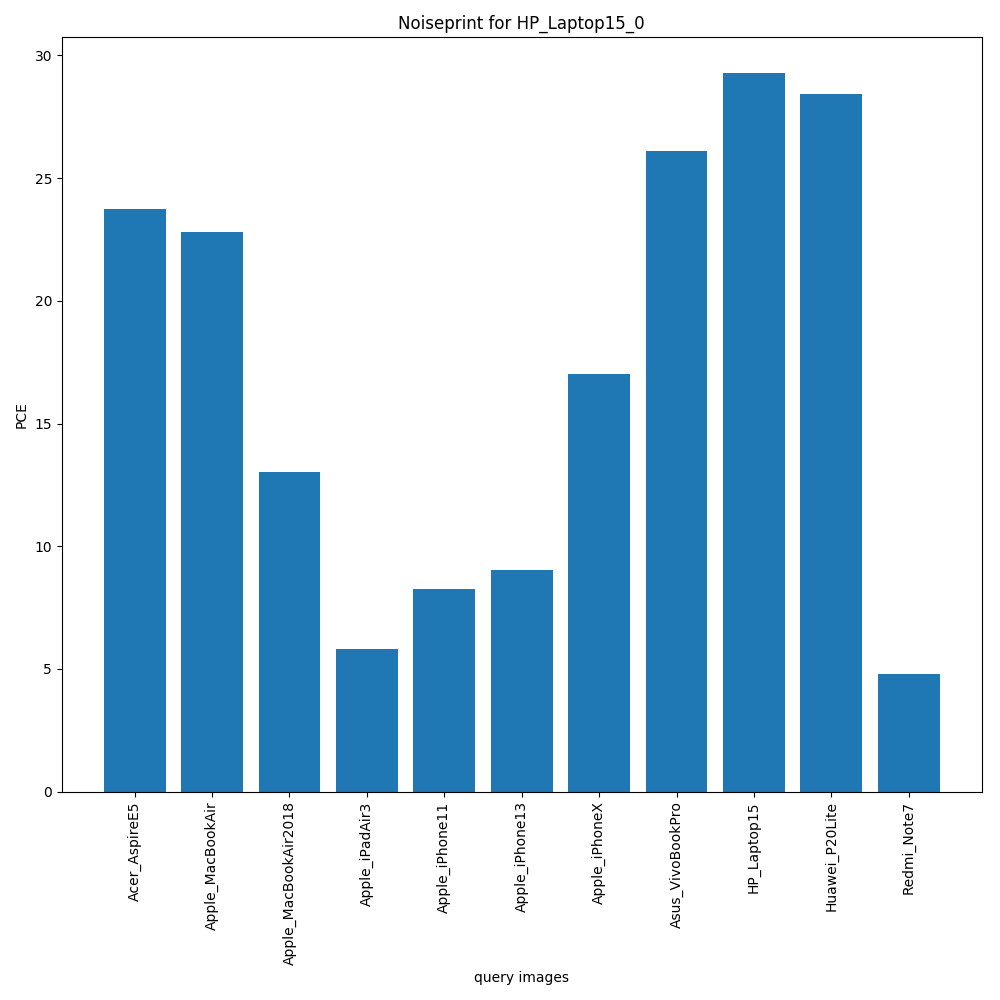 Noiseprint for HP_Laptop15_0
30
25
20
15
10
5
0
PCE
Acer_AspireE5
Apple_MacBookAir
Apple_MacBookAir2018
Apple_iPadAir3
Apple_iPhone11
Apple_iPhone13
Apple_iPhoneX
Asus_VivoBookPro
HP_Laptop15
Huawei_P20Lite
Redmi_Note7
query images